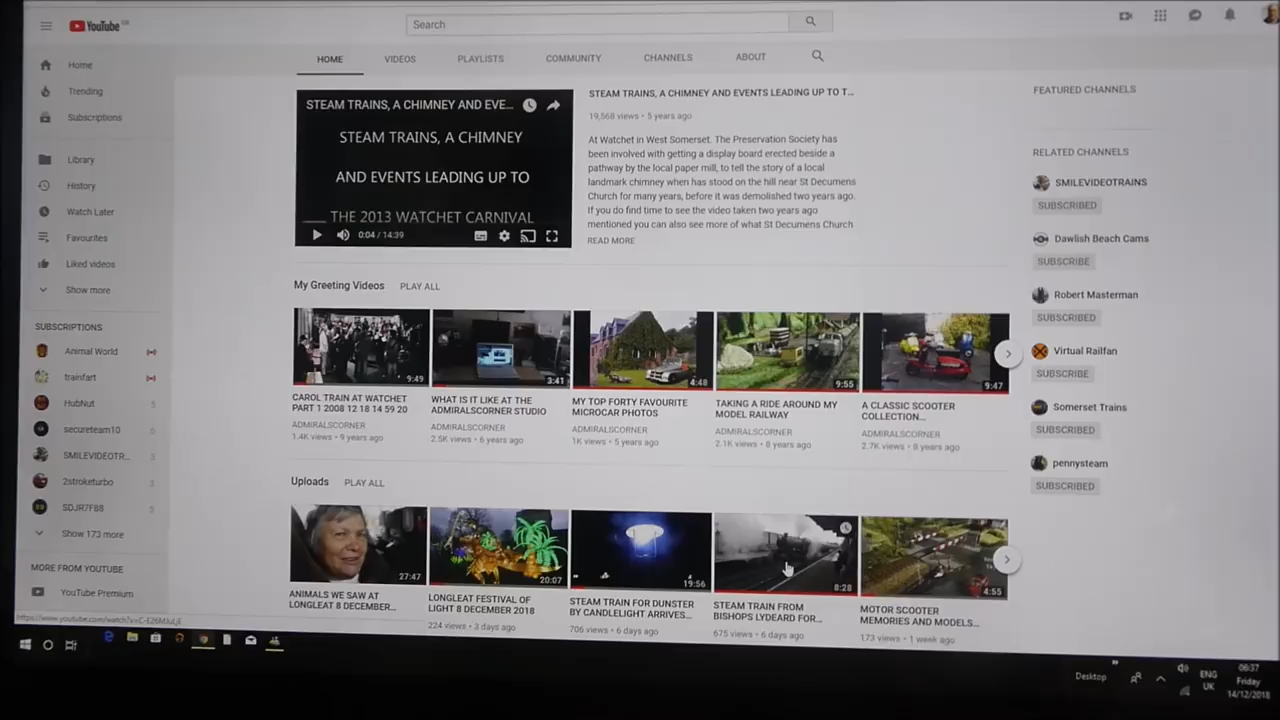 YouTube
Search
HOME VIDEOS PLAYLISTS COMMUNITY CHANNELS ABOUT
Home
Trending
Subscriptions
Library
History
Watch Later
Favourites
Liked videos
Show more
SUBSCRIPTIONS
Animal World
trainfart
HubNut
secureteam10
SMILEVIDEOTR...
2stroketurbo
SDJR7F88
Show 173 more
MORE FROM YOUTUBE
YouTube Premium
STEAM TRAINS, A CHIMNEY AND EVE...
STEAM TRAINS, A CHIMNEY
AND EVENTS LEADING UP TO
THE 2013 WATCHET CARNIVAL
0:04 / 14:39
STEAM TRAINS, A CHIMNEY AND EVENTS LEADING UP TO T...
19,568 views • 5 years ago
At Watchet in West Somerset. The Preservation Society has
been involved with getting a display board erected beside a
pathway by the local paper mill, to tell the story of a local
landmark chimney when has stood on the hill near St Decumens
Church for many years, before it was demolished two years ago.
If you do find time to see the video taken two years ago
mentioned you can also see more of what St Decumens Church
READ MORE
My Greeting Videos PLAY ALL
9:49
CAROL TRAIN AT WATCHET
PART 1 2008 12 18 14 59 20
ADMIRALSCORNER
1.4K views • 9 years ago
3:41
WHAT IS IT LIKE AT THE
ADMIRALSCORNER STUDIO
ADMIRALSCORNER
2.5K views • 6 years ago
4:48
MY TOP FORTY FAVOURITE
MICROCAR PHOTOS
ADMIRALSCORNER
1K views • 5 years ago
9:55
TAKING A RIDE AROUND MY
MODEL RAILWAY
ADMIRALSCORNER
2.1K views • 8 years ago
9:47
A CLASSIC SCOOTER
COLLECTION...
ADMIRALSCORNER
2.7K views • 8 years ago
Uploads PLAY ALL
27:47
ANIMALS WE SAW AT
LONGLEAT 8 DECEMBER...
20:07
LONGLEAT FESTIVAL OF
LIGHT 8 DECEMBER 2018
224 views • 3 days ago
19:56
STEAM TRAIN FOR DUNSTER
BY CANDLELIGHT ARRIVES...
706 views • 6 days ago
8:28
STEAM TRAIN FROM
BISHOPS LYDEARD FOR...
675 views • 6 days ago
4:55
MOTOR SCOOTER
MEMORIES AND MODELS...
173 views • 1 week ago
FEATURED CHANNELS
RELATED CHANNELS
SMILEVIDEOTRAINS
SUBSCRIBED
Dawlish Beach Cams
SUBSCRIBE
Robert Masterman
SUBSCRIBED
Virtual Railfan
SUBSCRIBE
Somerset Trains
SUBSCRIBED
pennysteam
SUBSCRIBED
Desktop
ENG
UK
06:37
Friday
14/12/2018